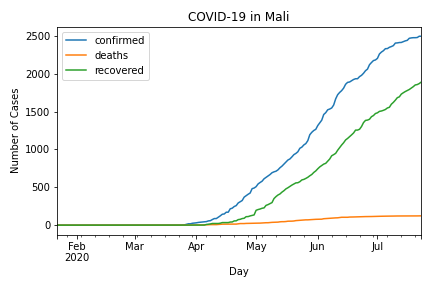 COVID-19 in Mali
confirmed
deaths
recovered
Number of Cases
2500
2000
1500
1000
500
0
Feb Mar Apr May Jun Jul
2020
Day